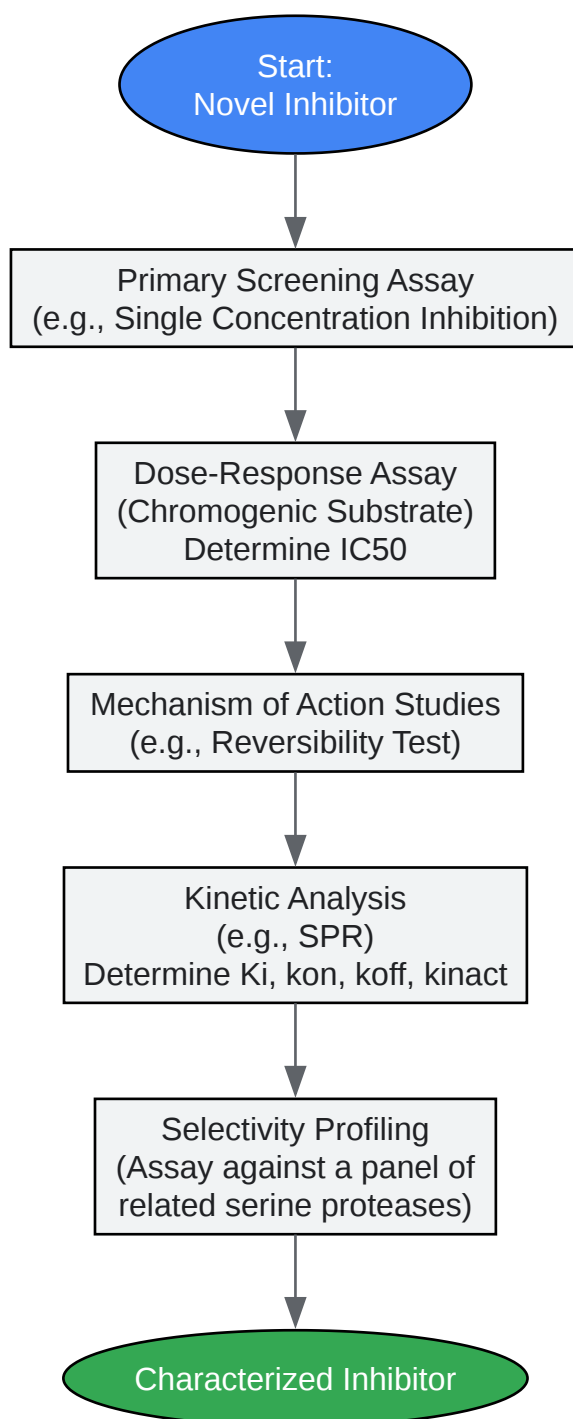 Start:
Novel Inhibitor
Primary Screening Assay
(e.g., Single Concentration Inhibition)
Dose-Response Assay
(Chromogenic Substrate)
Determine IC50
Mechanism of Action Studies
(e.g., Reversibility Test)
Kinetic Analysis
(e.g., SPR)
Determine Ki, kon, koff, kinact
Selectivity Profiling
(Assay against a panel of
related serine proteases)
Characterized Inhibitor